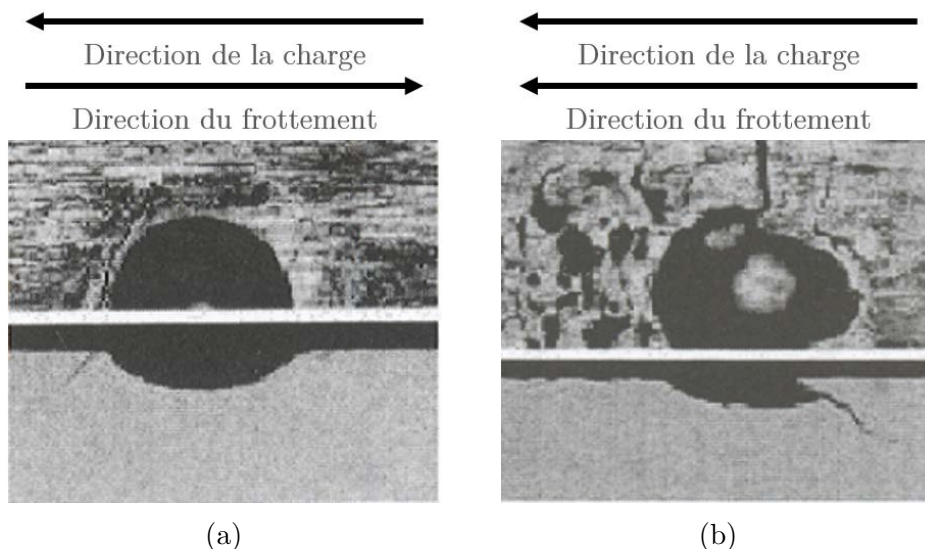 Direction de la charge
Direction du frottement
(a)
Direction de la charge
Direction du frottement
(b)